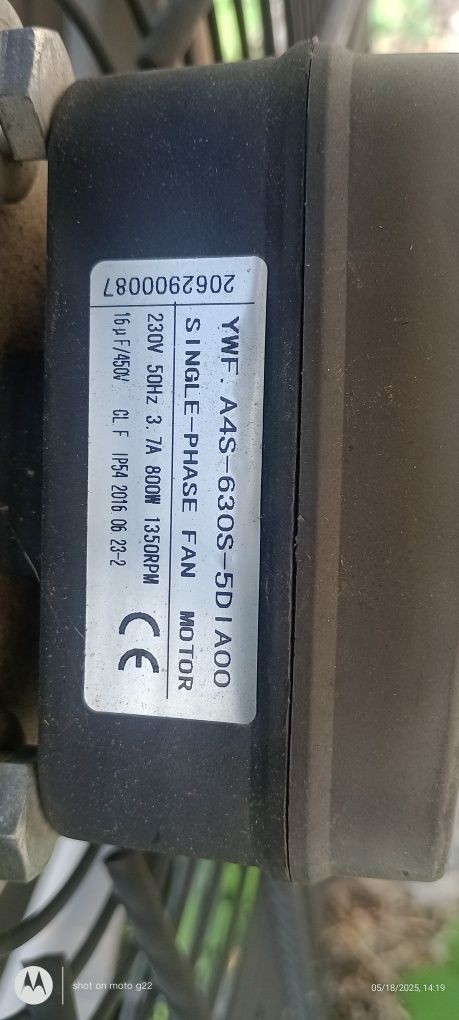 YWF. A4S-630S-5DIA00
SINGLE-PHASE FAN MOTOR
230V 50Hz 3.7A 800W 1350RPM
16μF/450V CL F IP54 2016 06 23-2
CE
2062900087
shot on moto g22
05/18/2025, 14:19